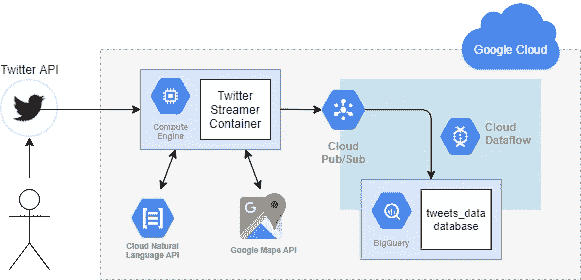 Google Cloud
Twitter API
Compute
Engine
Twitter
Streamer
Container
Cloud
Pub/Sub
Cloud
Dataflow
Cloud Natural
Language API
G
Google Maps API
BigQuery
tweets_data
database